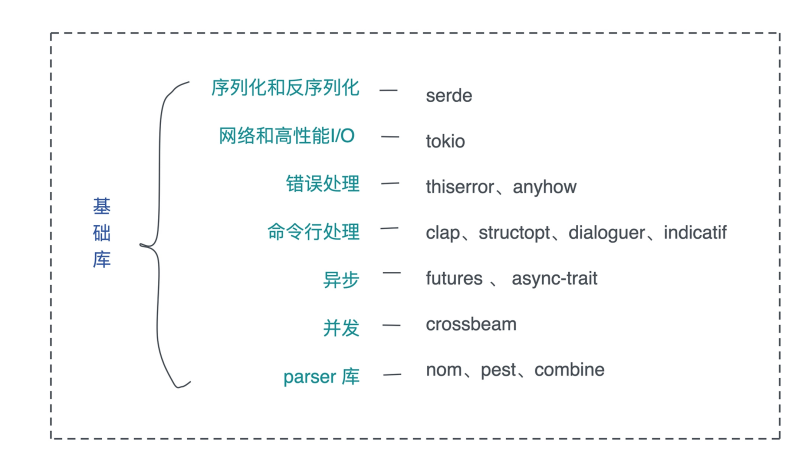 基础库
序列化和反序列化 — serde
网络和高性能I/O — tokio
错误处理 — thiserror、anyhow
命令行处理 — clap、structopt、dialoguer、indicatif
异步 — futures 、 async-trait
并发 — crossbeam
parser 库 — nom、pest、combine